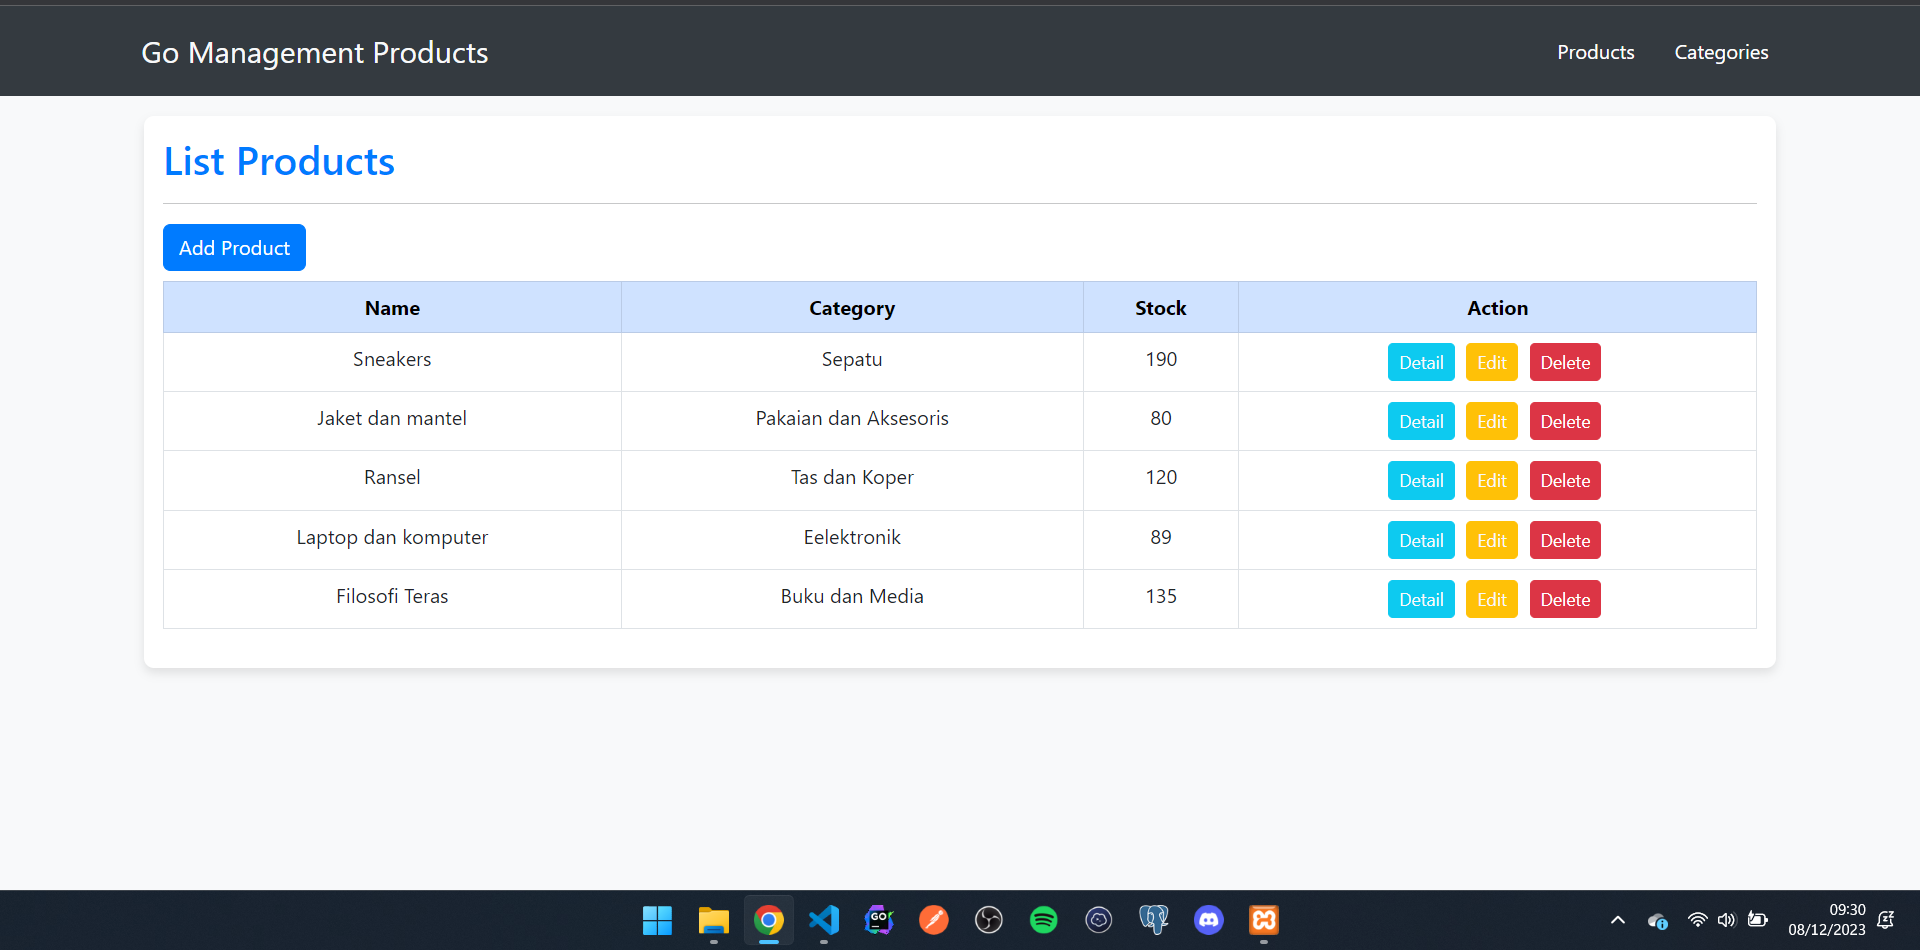 Go Management Products Products Categories
List Products
Add Product
Name Category Stock Action
Sneakers Sepatu 190 Detail Edit Delete
Jaket dan mantel Pakaian dan Aksesoris 80 Detail Edit Delete
Ransel Tas dan Koper 120 Detail Edit Delete
Laptop dan komputer Eelektronik 89 Detail Edit Delete
Filosofi Teras Buku dan Media 135 Detail Edit Delete
GO
09:30
08/12/2023